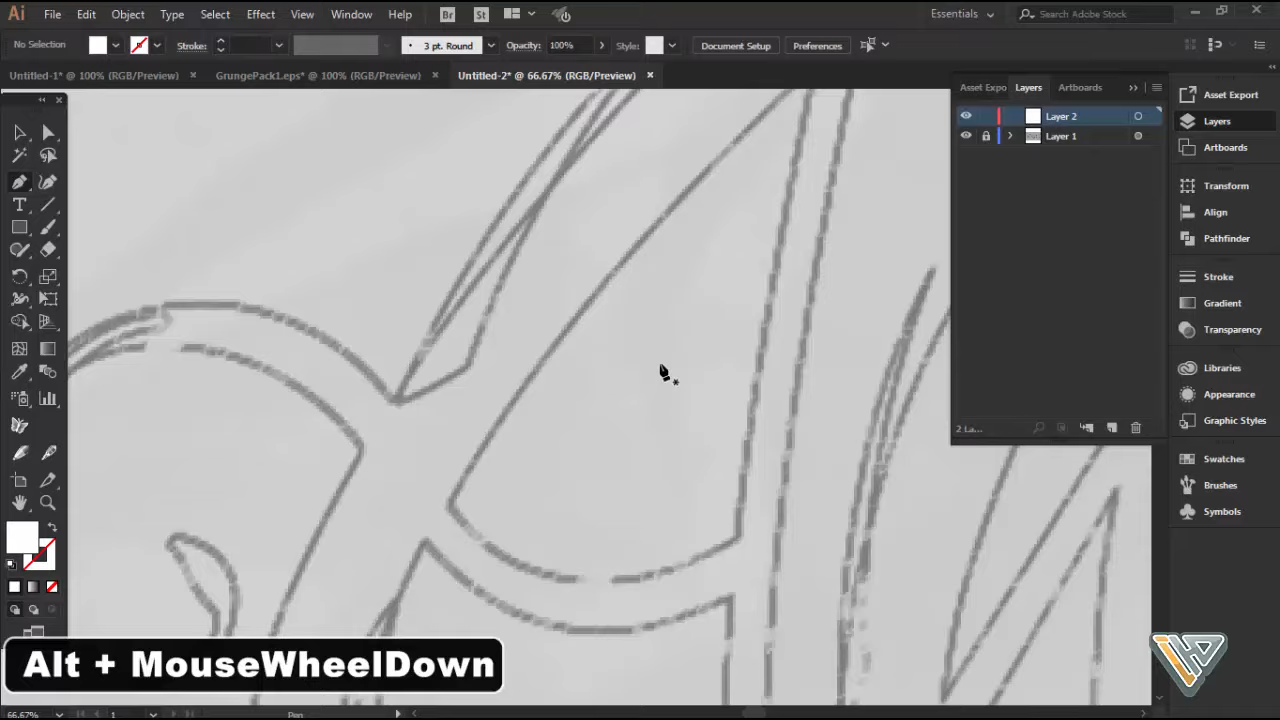 Ai File Edit Object Type Select Effect View Window Help Br St Essentials Search Adobe Stock
No Selection Stroke: 3 pt. Round Opacity: 100% Style: Document Setup Preferences
Untitled-1* @ 100% (RGB/Preview) × GrungePack1.eps* @ 100% (RGB/Preview) × Untitled-2* @ 66.67% (RGB/Preview) ×
Asset Expo Layers Artboards
Layer 2
Layer 1
2 La...
Asset Export
Layers
Artboards
Transform
Align
Pathfinder
Stroke
Gradient
Transparency
Libraries
Appearance
Graphic Styles
Swatches
Brushes
Symbols
Alt + MouseWheelDown
66.67% 1 Pen